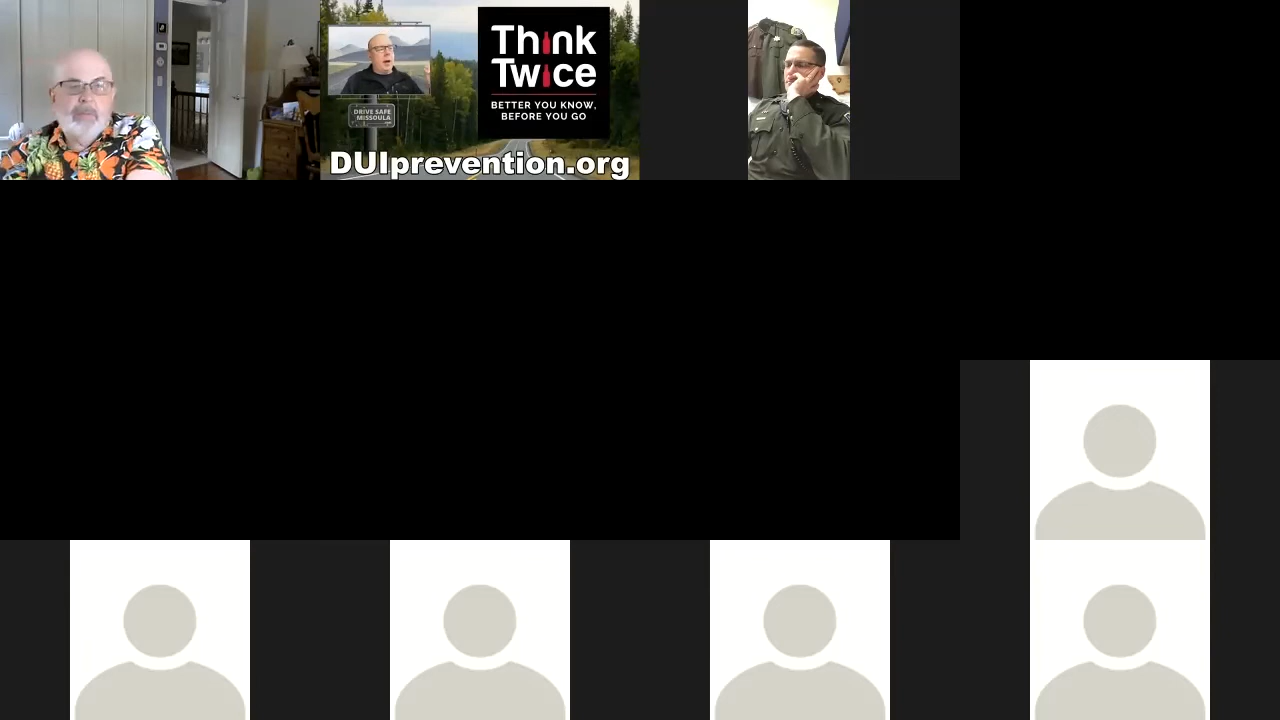 Think
Twice
BETTER YOU KNOW,
BEFORE YOU GO
DRIVE SAFE
MISSOULA
DUIprevention.org